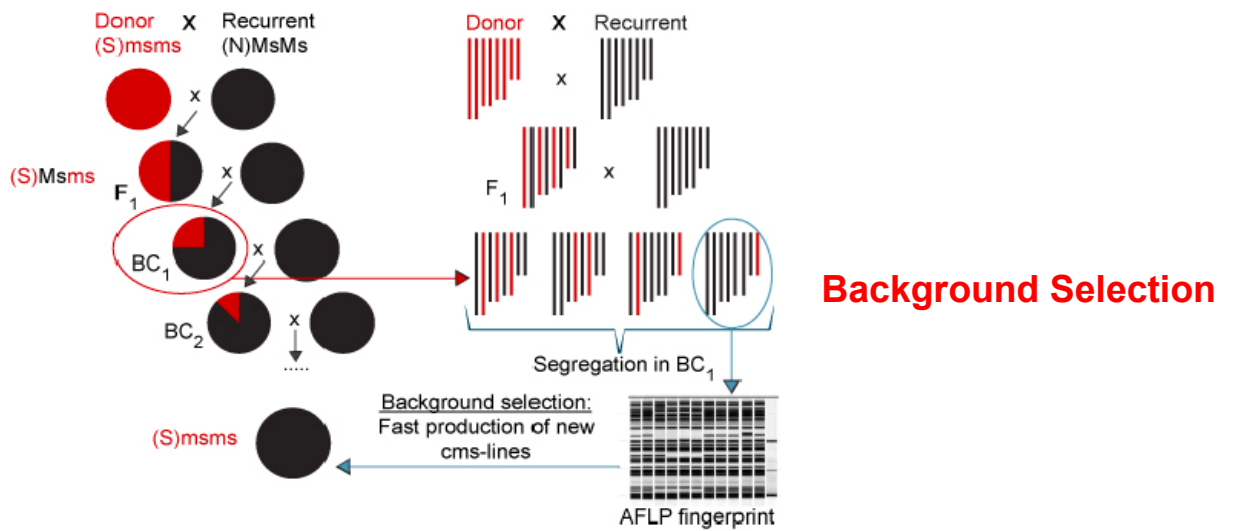 Donor X Recurrent
(S)msms (N)MsMs
x
(S)Msms
F1
x
BC1
x
BC2
x
.....
(S)msms
Donor X Recurrent
x
F1
x
Segregation in BC1
Background selection:
Fast production of new
cms-lines
AFLP fingerprint
Background Selection